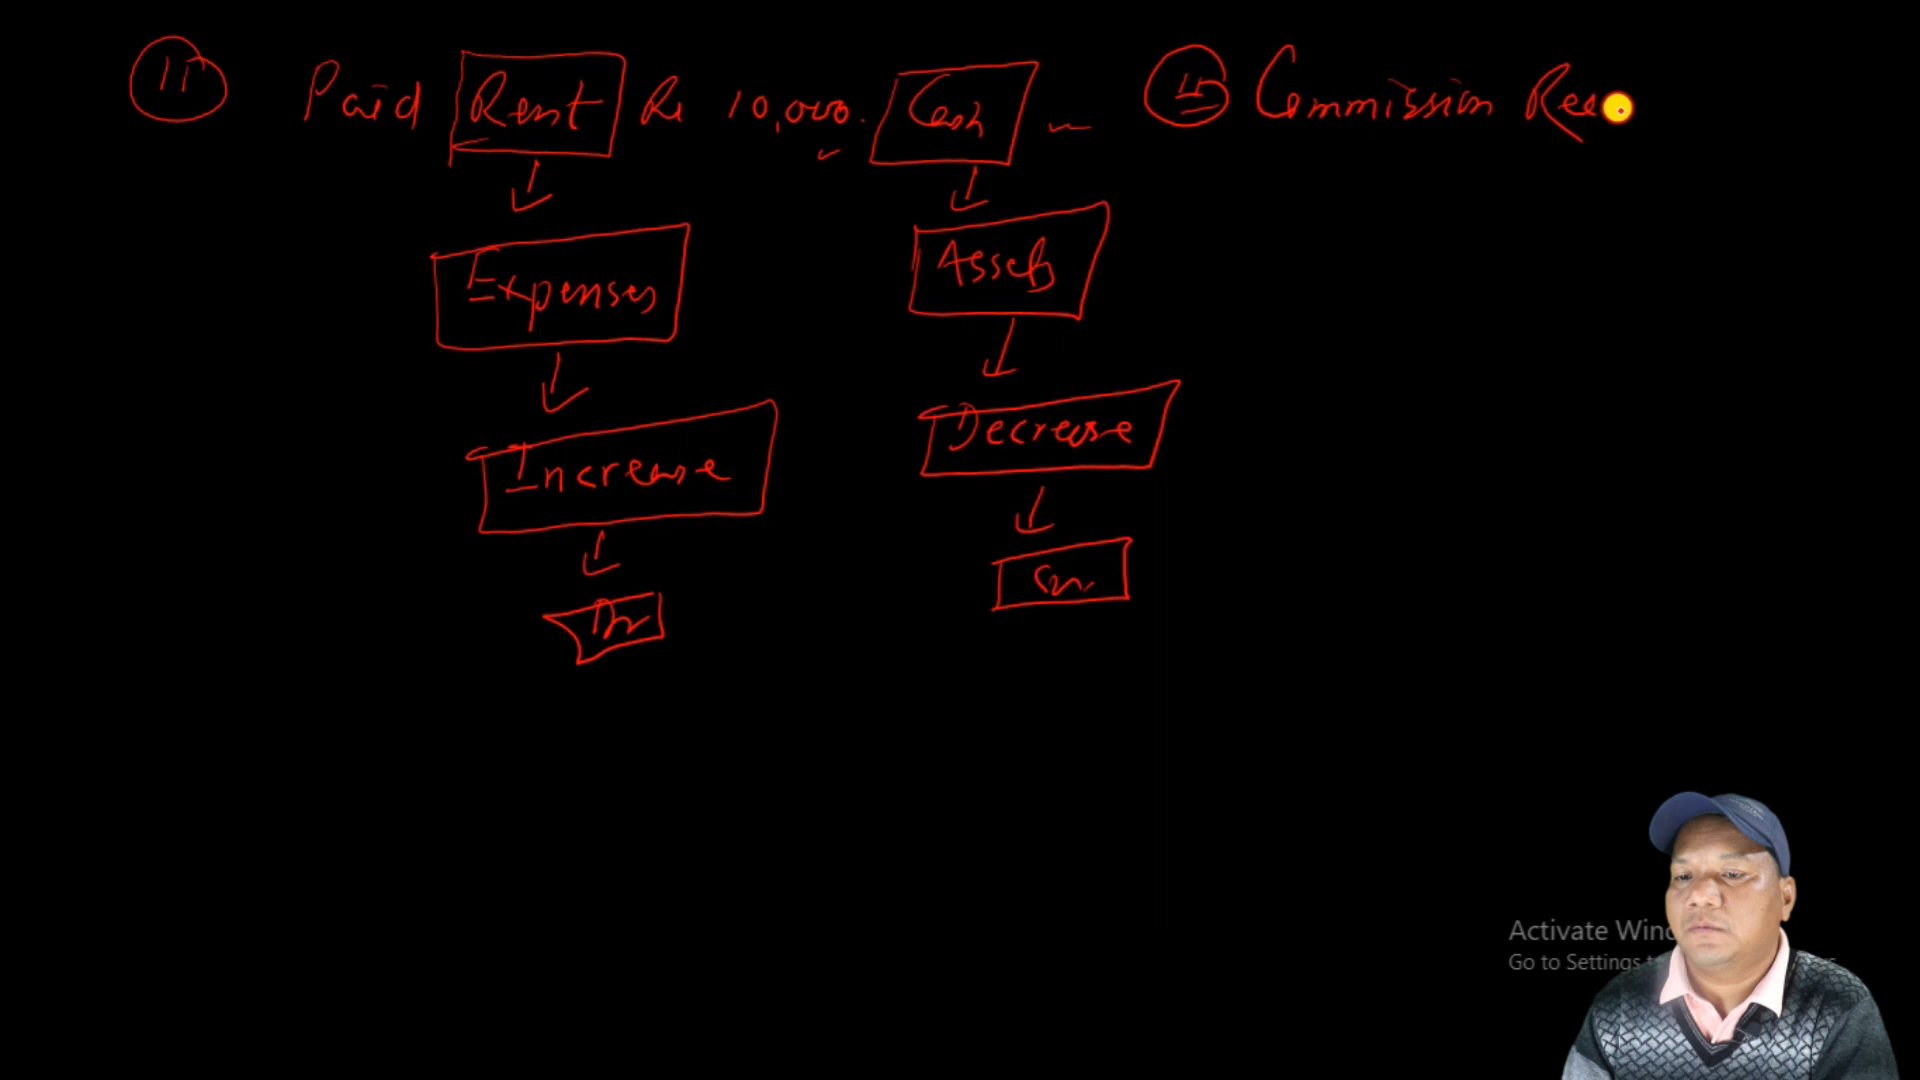 11 Paid Rent Rs 10,000. Cash
Commission Rec
Expenses
Assets
Increase
Decrease
Dr
Cr.
Activate Wind
Go to Settings t